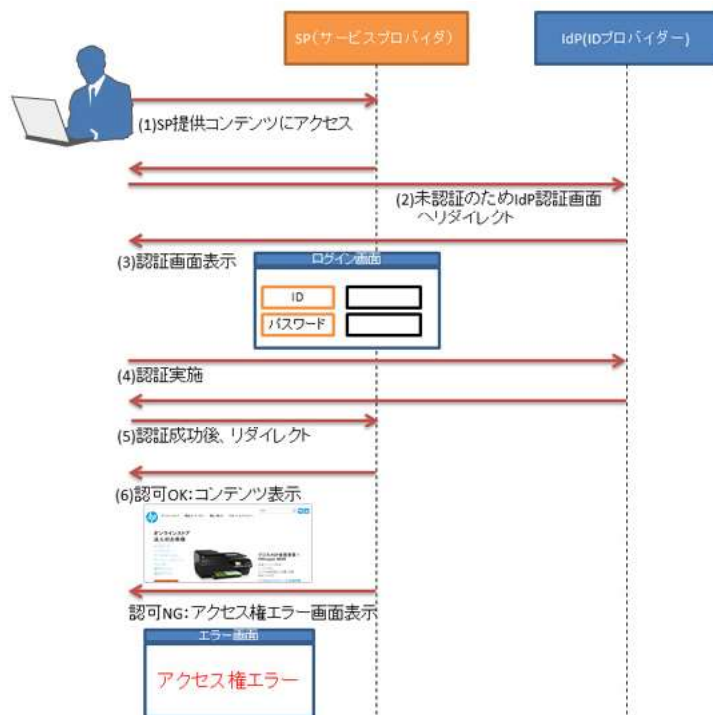 SP(サービスプロバイダ)
IdP(IDプロバイダー)
(1)SP提供コンテンツにアクセス
(2)未認証のためIdP認証画面
へリダイレクト
(3)認証画面表示
ログイン画面
ID
パスワード
(4)認証実施
(5)認証成功後、リダイレクト
(6)認可OK:コンテンツ表示
hp
オンラインストア
認可NG:アクセス権エラー画面表示
エラー画面
アクセス権エラー